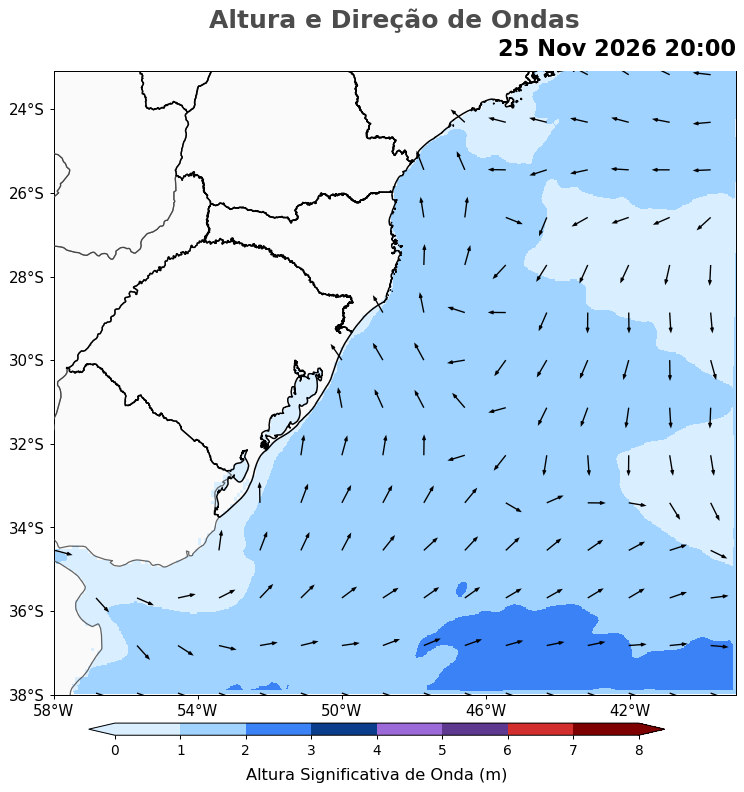 Altura e Direção de Ondas
25 Nov 2026 20:00
24°S
26°S
28°S
30°S
32°S
34°S
36°S
38°S
58°W 54°W 50°W 46°W 42°W
0 1 2 3 4 5 6 7 8
Altura Significativa de Onda (m)